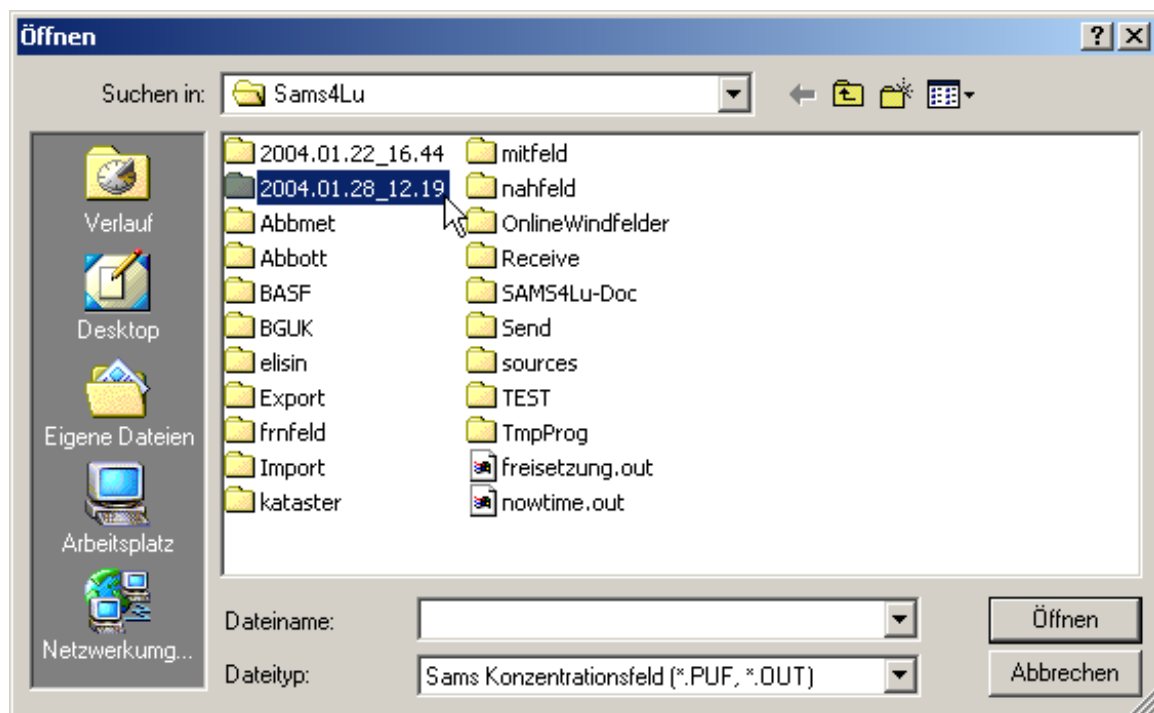 Öffnen
Suchen in: Sams4Lu
Verlauf
Desktop
Eigene Dateien
Arbeitsplatz
Netzwerkumg...
2004.01.22_16.44
2004.01.28_12.19
Abbmet
Abbott
BASF
BGUK
elisin
Export
frnfeld
Import
kataster
mitfeld
nahfeld
OnlineWindfelder
Receive
SAMS4Lu-Doc
Send
sources
TEST
TmpProg
freisetzung.out
nowtime.out
Dateiname:
Öffnen
Dateityp: Sams Konzentrationsfeld (*.PUF, *.OUT)
Abbrechen